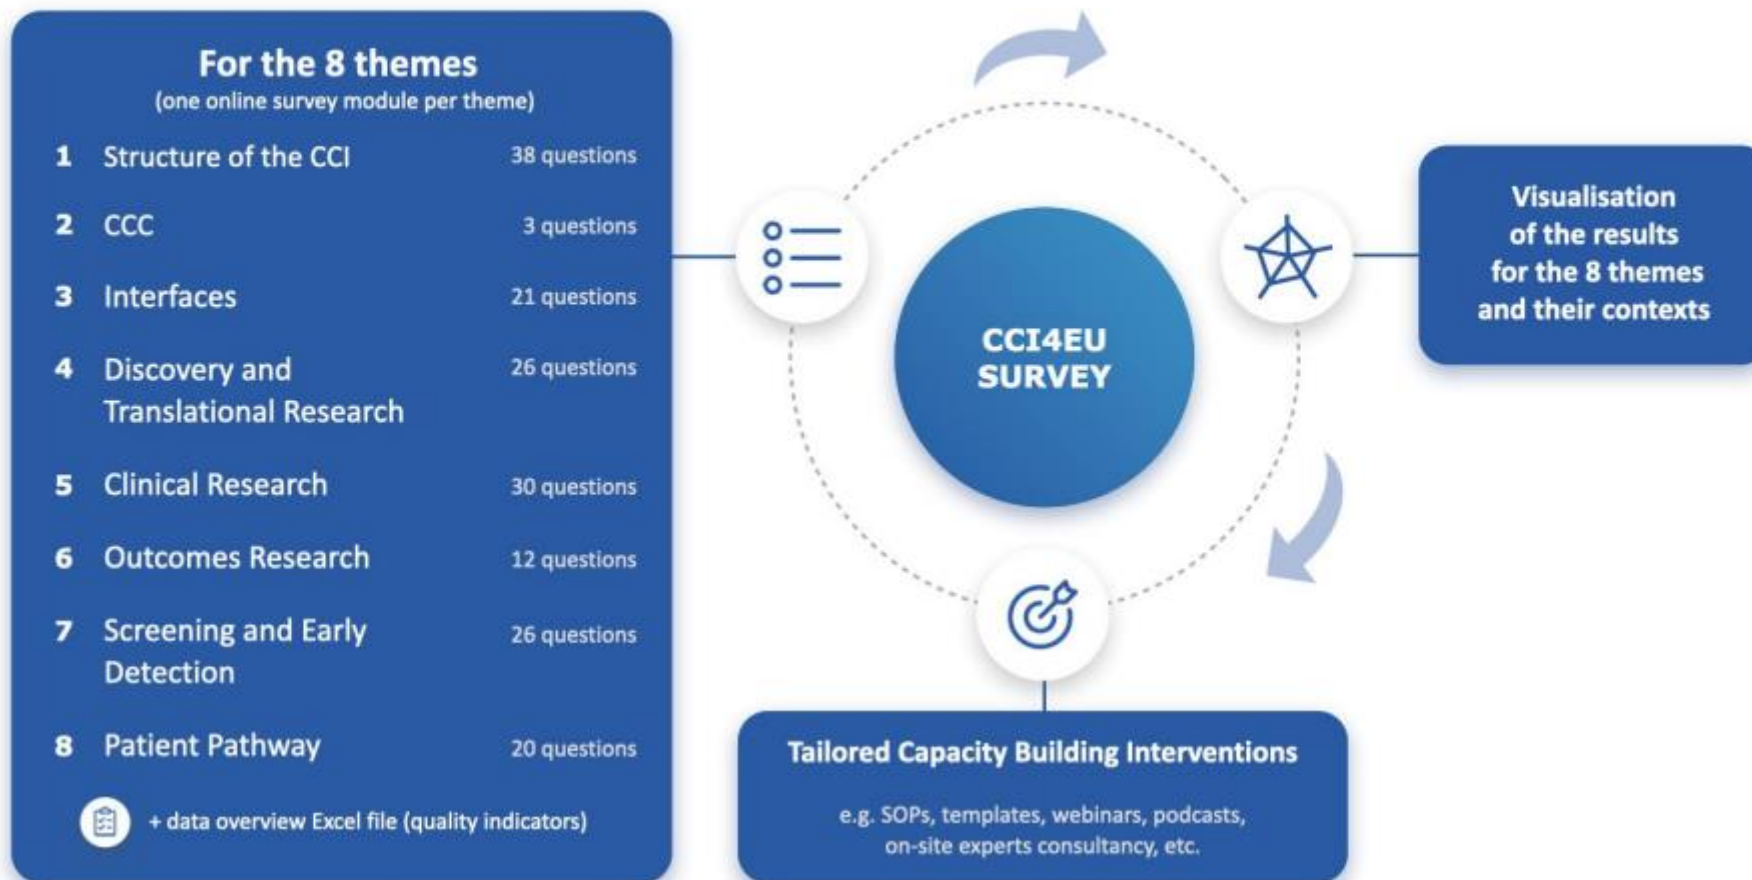 For the 8 themes
(one online survey module per theme)
1 Structure of the CCI 38 questions
2 CCC 3 questions
3 Interfaces 21 questions
4 Discovery and 26 questions
Translational Research
5 Clinical Research 30 questions
6 Outcomes Research 12 questions
7 Screening and Early 26 questions
Detection
8 Patient Pathway 20 questions
+ data overview Excel file (quality indicators)
CCI4EU
SURVEY
Visualisation
of the results
for the 8 themes
and their contexts
Tailored Capacity Building Interventions
e.g. SOPs, templates, webinars, podcasts,
on-site experts consultancy, etc.